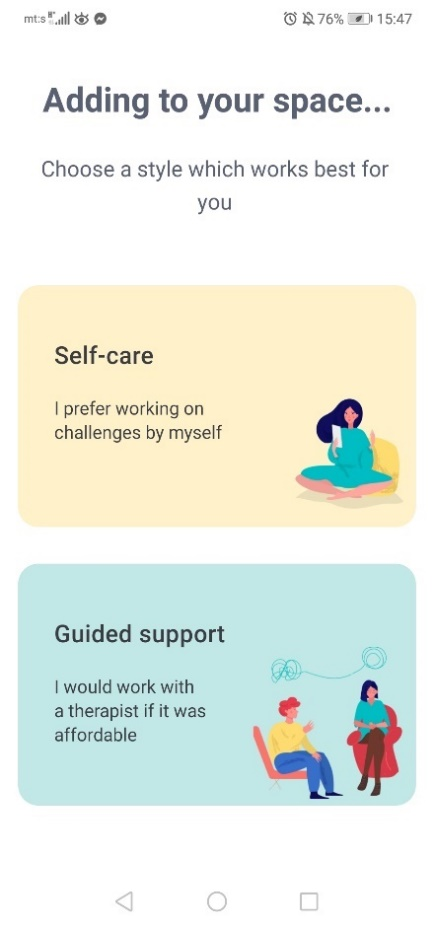 mt:s 76% 15:47
Adding to your space...
Choose a style which works best for
you
Self-care
I prefer working on
challenges by myself
Guided support
I would work with
a therapist if it was
affordable